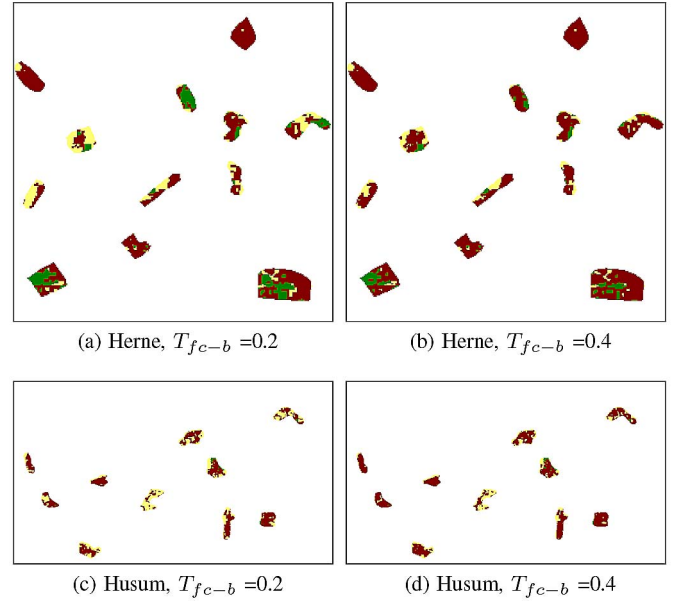 (a) Herne, T_{fc−b} =0.2
(b) Herne, T_{fc−b} =0.4
(c) Husum, T_{fc−b} =0.2
(d) Husum, T_{fc−b} =0.4